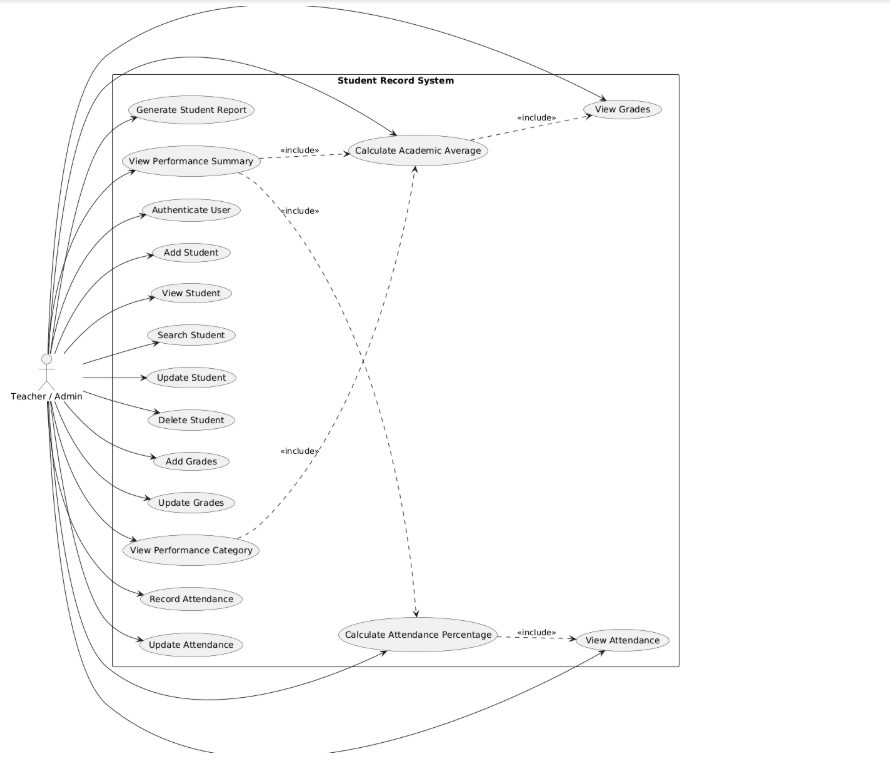 Student Record System
Generate Student Report
View Grades
«include»
«include»
Calculate Academic Average
View Performance Summary
Authenticate User
«include»
Add Student
View Student
Search Student
Update Student
Teacher / Admin
Delete Student
«include»
Add Grades
Update Grades
View Performance Category
Record Attendance
Calculate Attendance Percentage
«include»
View Attendance
Update Attendance